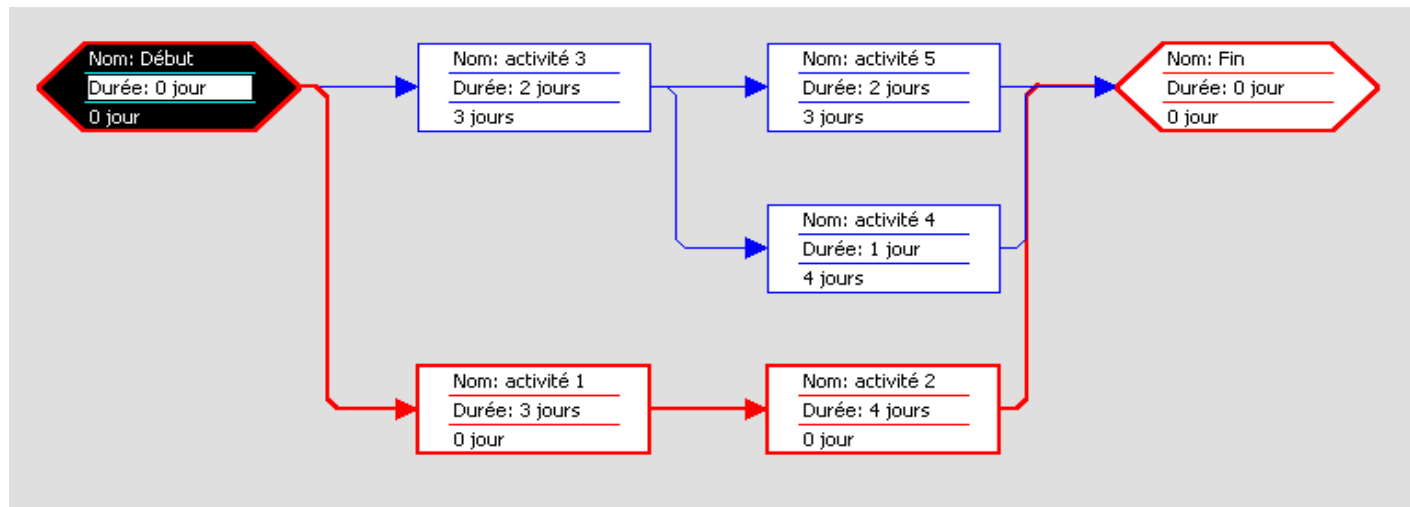 Nom: Début
Durée: 0 jour
0 jour
Nom: activité 3
Durée: 2 jours
3 jours
Nom: activité 5
Durée: 2 jours
3 jours
Nom: Fin
Durée: 0 jour
0 jour
Nom: activité 4
Durée: 1 jour
4 jours
Nom: activité 1
Durée: 3 jours
0 jour
Nom: activité 2
Durée: 4 jours
0 jour